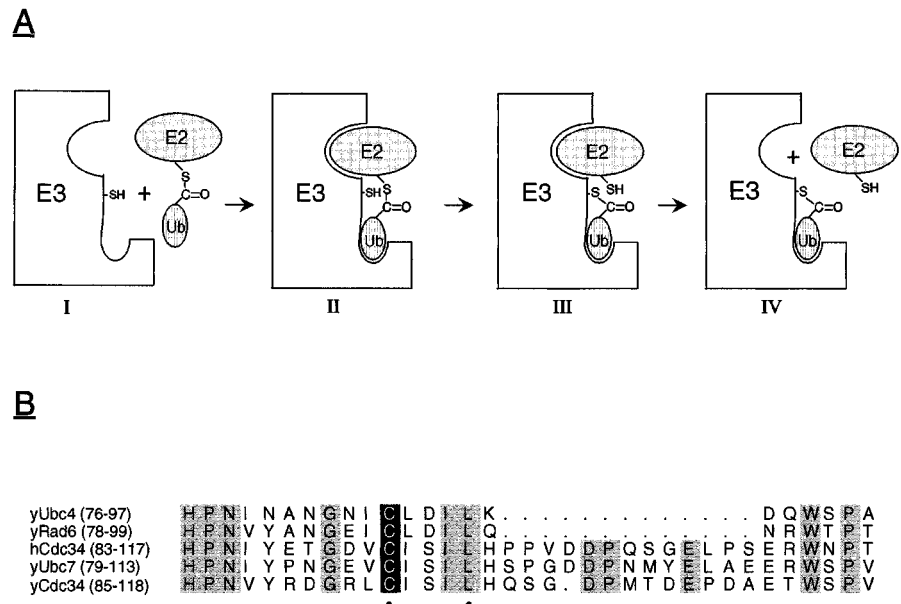 A
E3
-SH
+
E2
S
C=O
Ub
I
E3
E2
SH
S
C=O
Ub
II
E3
E2
SH
S
C=O
Ub
III
E3
+
E2
SH
S
C=O
Ub
IV
B
yUbc4 (76-97) H P N I N A N G N I C L D I L K . . . . . . . . . . . . . D Q W S P A
yRad6 (78-99) H P N V Y A N G E I C L D I L Q . . . . . . . . . . . . . N R W T P T
hCdc34 (83-117) H P N I Y E T G D V C I S I L H P P V D D P Q S G E L P S E R W N P T
yUbc7 (79-113) H P N I Y P N G E V C I S I L H S P G D D P N M Y E L A E E R W S P V
yCdc34 (85-118) H P N V Y R D G R L C I S I L H Q S G . D P M T D E P D A E T W S P V